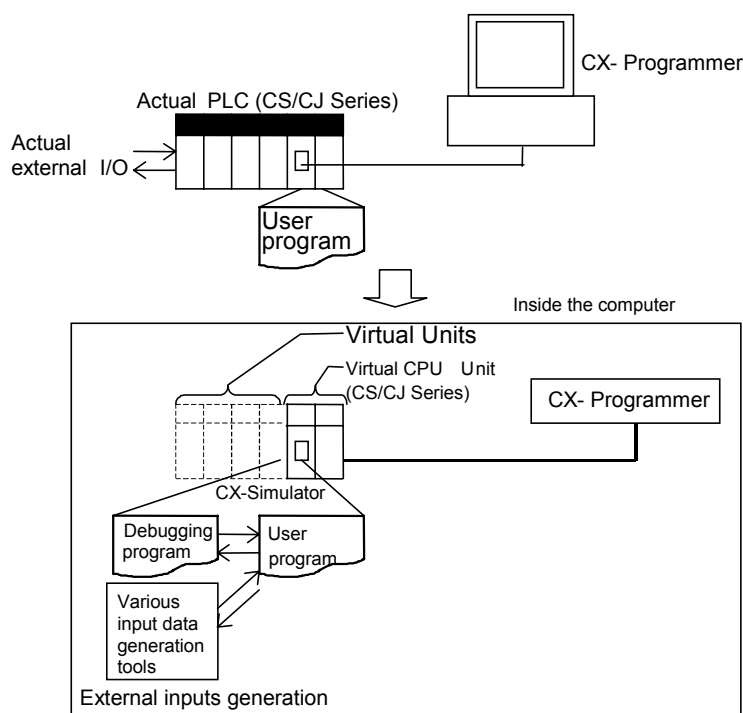 CX- Programmer
Actual PLC (CS/CJ Series)
Actual
external I/O
User
program
Inside the computer
Virtual Units
Virtual CPU Unit
(CS/CJ Series)
CX- Programmer
CX-Simulator
Debugging
program
User
program
Various
input data
generation
tools
External inputs generation